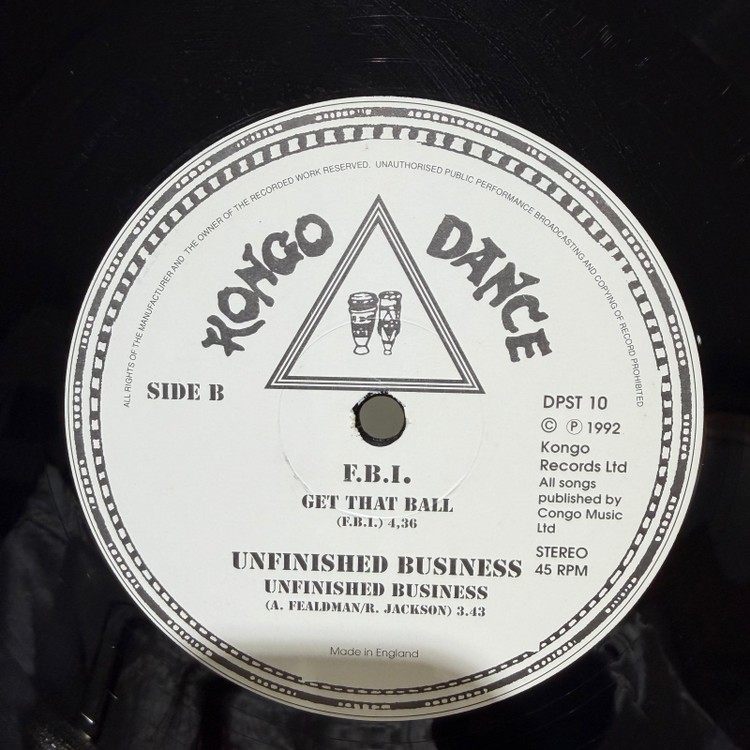 ALL RIGHTS OF THE MANUFACTURER AND THE OWNER OF THE RECORDED WORK RESERVED. UNAUTHORISED PUBLIC PERFORMANCE BROADCASTING AND COPYING OF RECORD PROHIBITED
KONGO DANCE
SIDE B
DPST 10
© ℗ 1992
Kongo
Records Ltd
All songs
published by
Congo Music
Ltd
STEREO
45 RPM
F.B.I.
GET THAT BALL
(F.B.I.) 4,36
UNFINISHED BUSINESS
UNFINISHED BUSINESS
(A. FEALDMAN/R. JACKSON) 3.43
Made in England